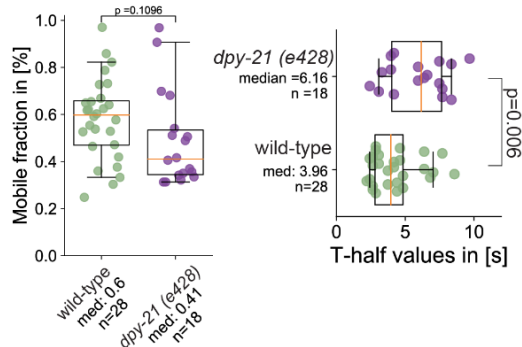 p =0.1096
Mobile fraction in [%]
1.0
0.8
0.6
0.4
0.2
0.0
wild-type
med: 0.6
n=28
dpy-21 (e428)
med: 0.41
n=18
dpy-21 (e428)
median =6.16
n =18
wild-type
med: 3.96
n=28
p=0.006
0
5
10
T-half values in [s]